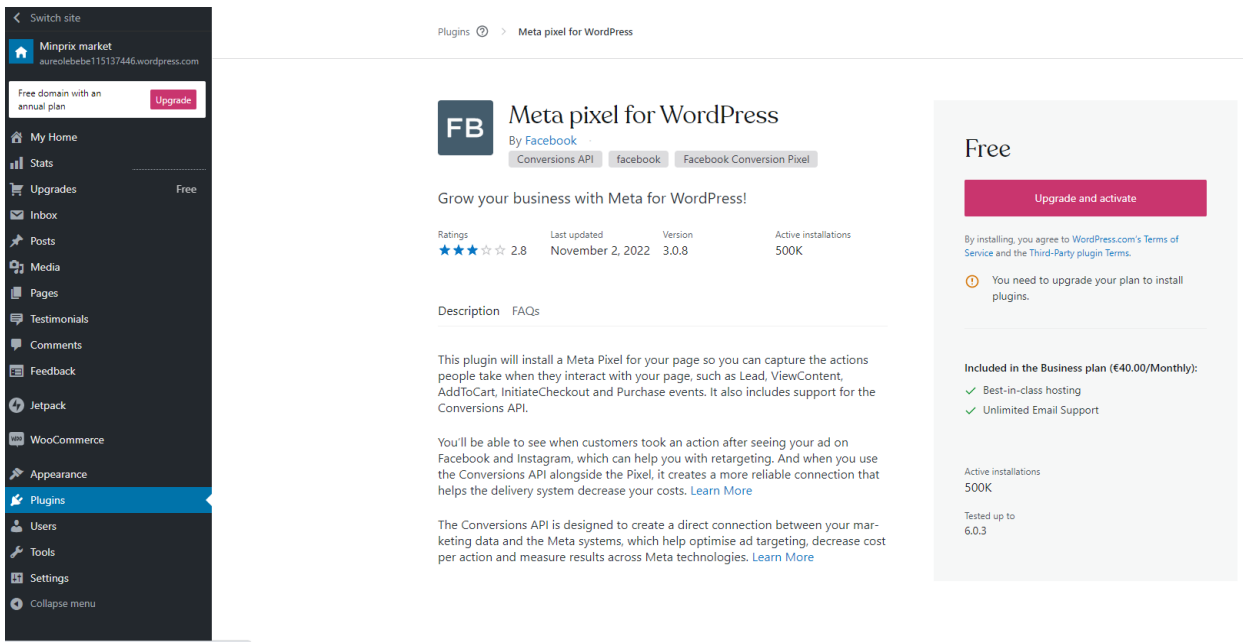 Switch site
Minprix market
aureolebebe115137446.wordpress.com
Free domain with an
annual plan
Upgrade
My Home
Stats
Upgrades Free
Inbox
Posts
Media
Pages
Testimonials
Comments
Feedback
Jetpack
WooCommerce
Appearance
Plugins
Users
Tools
Settings
Collapse menu
Plugins ? > Meta pixel for WordPress
FB
Meta pixel for WordPress
By Facebook
Conversions API facebook Facebook Conversion Pixel
Grow your business with Meta for WordPress!
Ratings Last updated Version Active installations
2.8 November 2, 2022 3.0.8 500K
Description FAQs
This plugin will install a Meta Pixel for your page so you can capture the actions
people take when they interact with your page, such as Lead, ViewContent,
AddToCart, InitiateCheckout and Purchase events. It also includes support for the
Conversions API.
You'll be able to see when customers took an action after seeing your ad on
Facebook and Instagram, which can help you with retargeting. And when you use
the Conversions API alongside the Pixel, it creates a more reliable connection that
helps the delivery system decrease your costs. Learn More
The Conversions API is designed to create a direct connection between your mar-
keting data and the Meta systems, which help optimise ad targeting, decrease cost
per action and measure results across Meta technologies. Learn More
Free
Upgrade and activate
By installing, you agree to WordPress.com's Terms of
Service and the Third-Party plugin Terms.
You need to upgrade your plan to install
plugins.
Included in the Business plan (€40.00/Monthly):
Best-in-class hosting
Unlimited Email Support
Active installations
500K
Tested up to
6.0.3